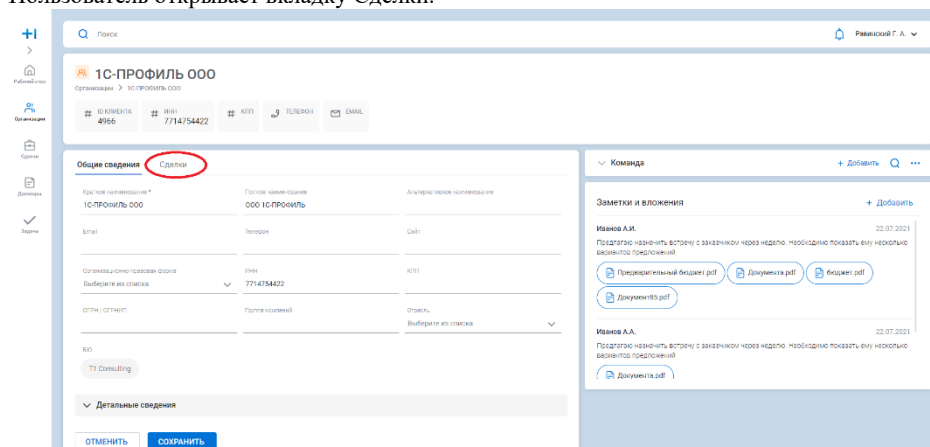 Пользователь открывает вкладку Сделки.
Поиск
Равинский Г. А.
Рабочий стол
1С-ПРОФИЛЬ ООО
Организации > 1С-ПРОФИЛЬ ООО
Организации
# ID КЛИЕНТА 4966 # ИНН 7714754422 # КПП ТЕЛЕФОН EMAIL
Сделки
Договоры
Задачи
Общие сведения Сделки
Краткое наименование * Полное наименование Альтернативное наименование
1С-ПРОФИЛЬ ООО ООО 1С-ПРОФИЛЬ
Email Телефон Сайт
Организационно правовая форма ИНН КПП
Выберите из списка 7714754422
ОГРН / ОГРНИП Группа компаний Отрасль
Выберите из списка
БЮ
T1 Consulting
Детальные сведения
ОТМЕНИТЬ СОХРАНИТЬ
Команда + Добавить
Заметки и вложения + Добавить
Иванов А.И. 22.07.2021
Предлагаю назначить встречу с заказчиком через неделю. Необходимо показать ему несколько
вариантов предложений
Предварительный бюджет.pdf Документа.pdf бюджет.pdf
Документ85.pdf
Иванов А.А. 22.07.2021
Предлагаю назначить встречу с заказчиком через неделю. Необходимо показать ему несколько
вариантов предложений
Документа.pdf